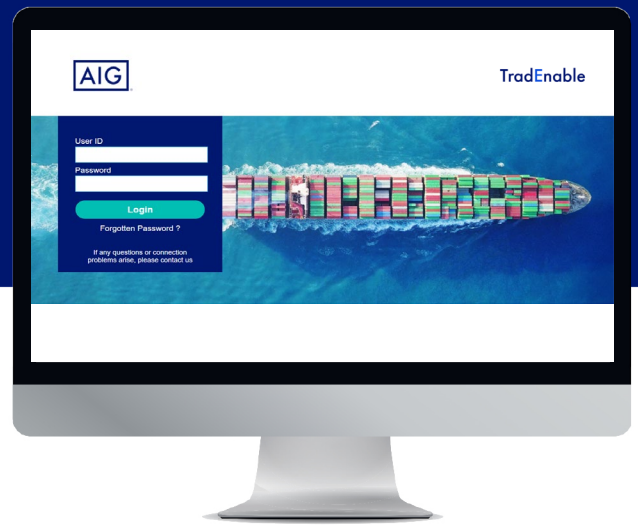 AIG
TradEnable
User ID
Password
Login
Forgotten Password ?
If any questions or connection
problems arise, please contact us